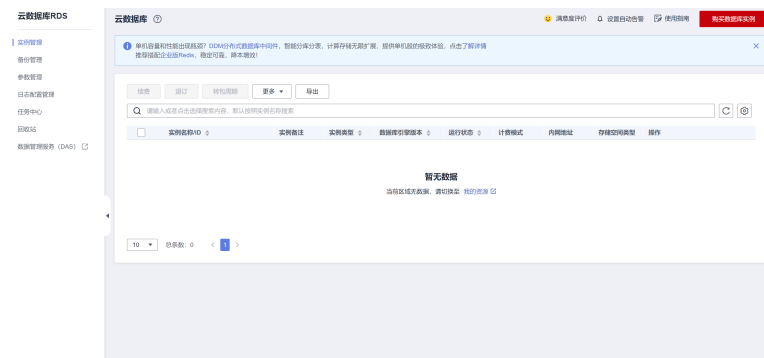 云数据库RDS
实例管理
备份管理
参数管理
日志配置管理
任务中心
回收站
数据管理服务（DAS）
云数据库
满意度评价 设置自动告警 使用指南 购买数据库实例
单机容量和性能出现瓶颈？DDM分布式数据库中间件，智能分库分表，计算存储无限扩展，提供单机般的极致体验，点击了解详情
推荐搭配企业版Redis，稳定可靠，降本增效！
续费 退订 转包周期 更多 导出
请输入或者点击选择搜索内容，默认按照实例名称搜索
实例名称/ID 实例备注 实例类型 数据库引擎版本 运行状态 计费模式 内网地址 存储空间类型 操作
暂无数据
当前区域无数据，请切换至 我的资源
10 总条数：0 < 1 >